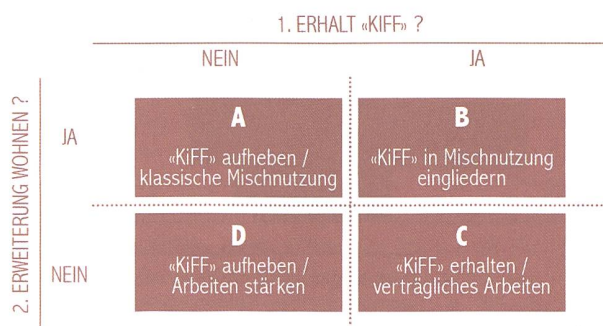 1. ERHALT «KIFF» ?
NEIN
JA
2. ERWEITERUNG WOHNEN ?
JA
A
«KiFF» aufheben /
klassische Mischnutzung
B
«KiFF» in Mischnutzung
eingliedern
NEIN
D
«KiFF» aufheben /
Arbeiten stärken
C
«KiFF» erhalten /
verträgliches Arbeiten